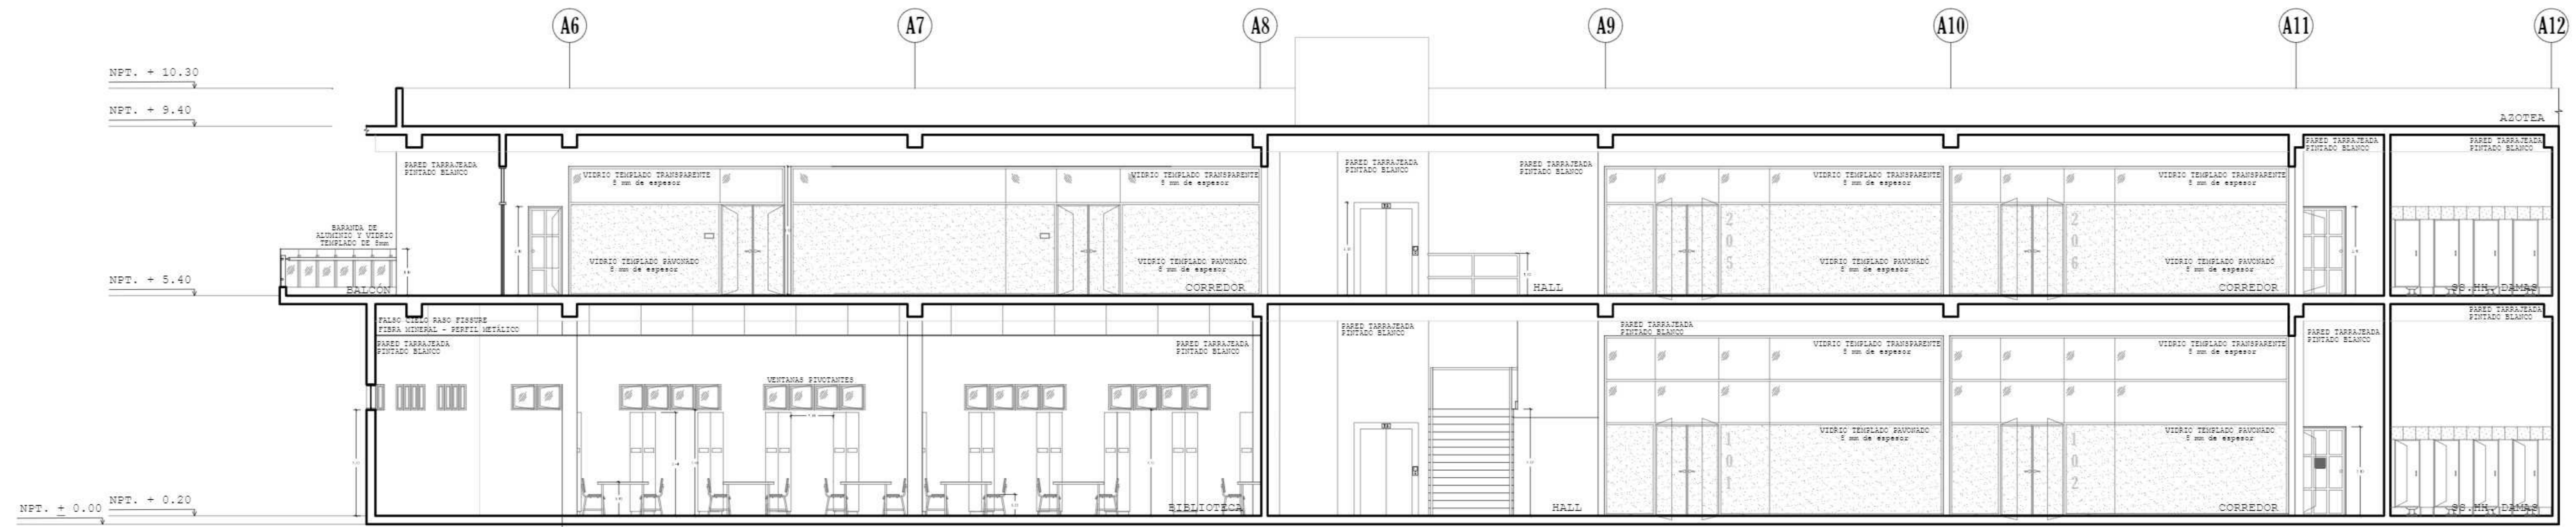 A6
A7
A8
A9
A10
A11
A12
NPT. + 10.30
NPT. + 9.40
AZOTEA
PARED TARRAJEADA
PINTADO BLANCO
PARED TARRAJEADA
PINTADO BLANCO
PARED TARRAJEADA
PINTADO BLANCO
PARED TARRAJEADA
PINTADO BLANCO
PARED TARRAJEADA
PINTADO BLANCO
VIDRIO TEMPLADO TRANSPARENTE
8 mm de espesor
VIDRIO TEMPLADO TRANSPARENTE
8 mm de espesor
VIDRIO TEMPLADO TRANSPARENTE
8 mm de espesor
VIDRIO TEMPLADO TRANSPARENTE
8 mm de espesor
BARANDA DE
ALUMINIO Y VIDRIO
TEMPLADO DE 8mm
205
206
VIDRIO TEMPLADO PAVONADO
8 mm de espesor
VIDRIO TEMPLADO PAVONADO
8 mm de espesor
VIDRIO TEMPLADO PAVONADO
8 mm de espesor
VIDRIO TEMPLADO PAVONADO
8 mm de espesor
NPT. + 5.40
BALCÓN
CORREDOR
HALL
CORREDOR
SS.HH. DAMAS
FALSO CIELO RASO FISSURE
FIBRA MINERAL - PERFIL METÁLICO
PARED TARRAJEADA
PINTADO BLANCO
PARED TARRAJEADA
PINTADO BLANCO
PARED TARRAJEADA
PINTADO BLANCO
PARED TARRAJEADA
PINTADO BLANCO
PARED TARRAJEADA
PINTADO BLANCO
PARED TARRAJEADA
PINTADO BLANCO
VIDRIO TEMPLADO TRANSPARENTE
8 mm de espesor
VIDRIO TEMPLADO TRANSPARENTE
8 mm de espesor
VENTANAS PIVOTANTES
101
102
VIDRIO TEMPLADO PAVONADO
8 mm de espesor
VIDRIO TEMPLADO PAVONADO
8 mm de espesor
NPT. + 0.20
NPT. ± 0.00
BIBLIOTECA
HALL
CORREDOR
SS.HH. DAMAS